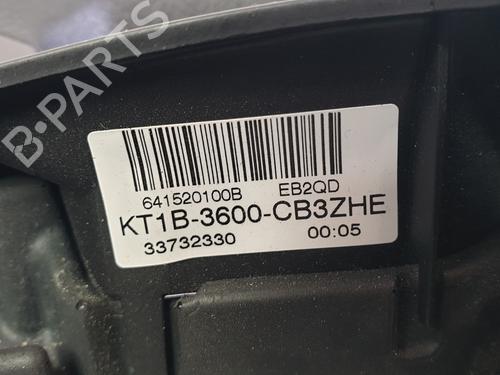 B-PARTS
641520100B EB2QD
KT1B-3600-CB3ZHE
33732330 00:05